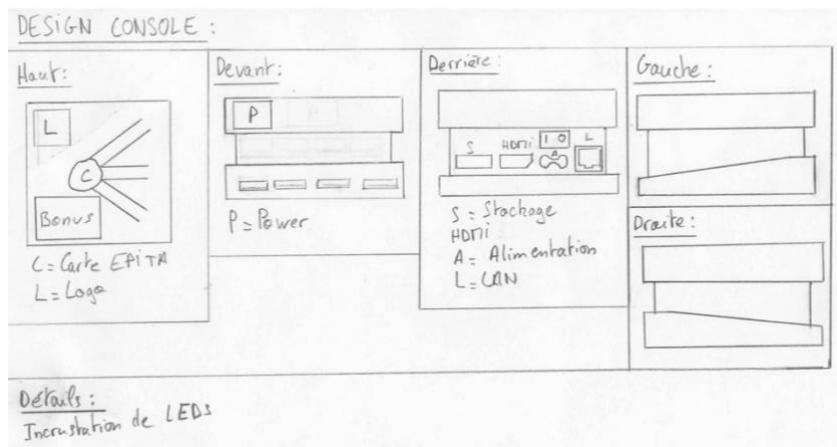 DESIGN CONSOLE :
Haut :
L
C
Bonus
C = Carte EPITA
L = Logo
Devant :
P
P = Power
Derrière :
S HDMi I O L
A
S = Stockage
HDMi
A = Alimentation
L = LAN
Gauche :
Droite :
Détails :
Incrustation de LEDS